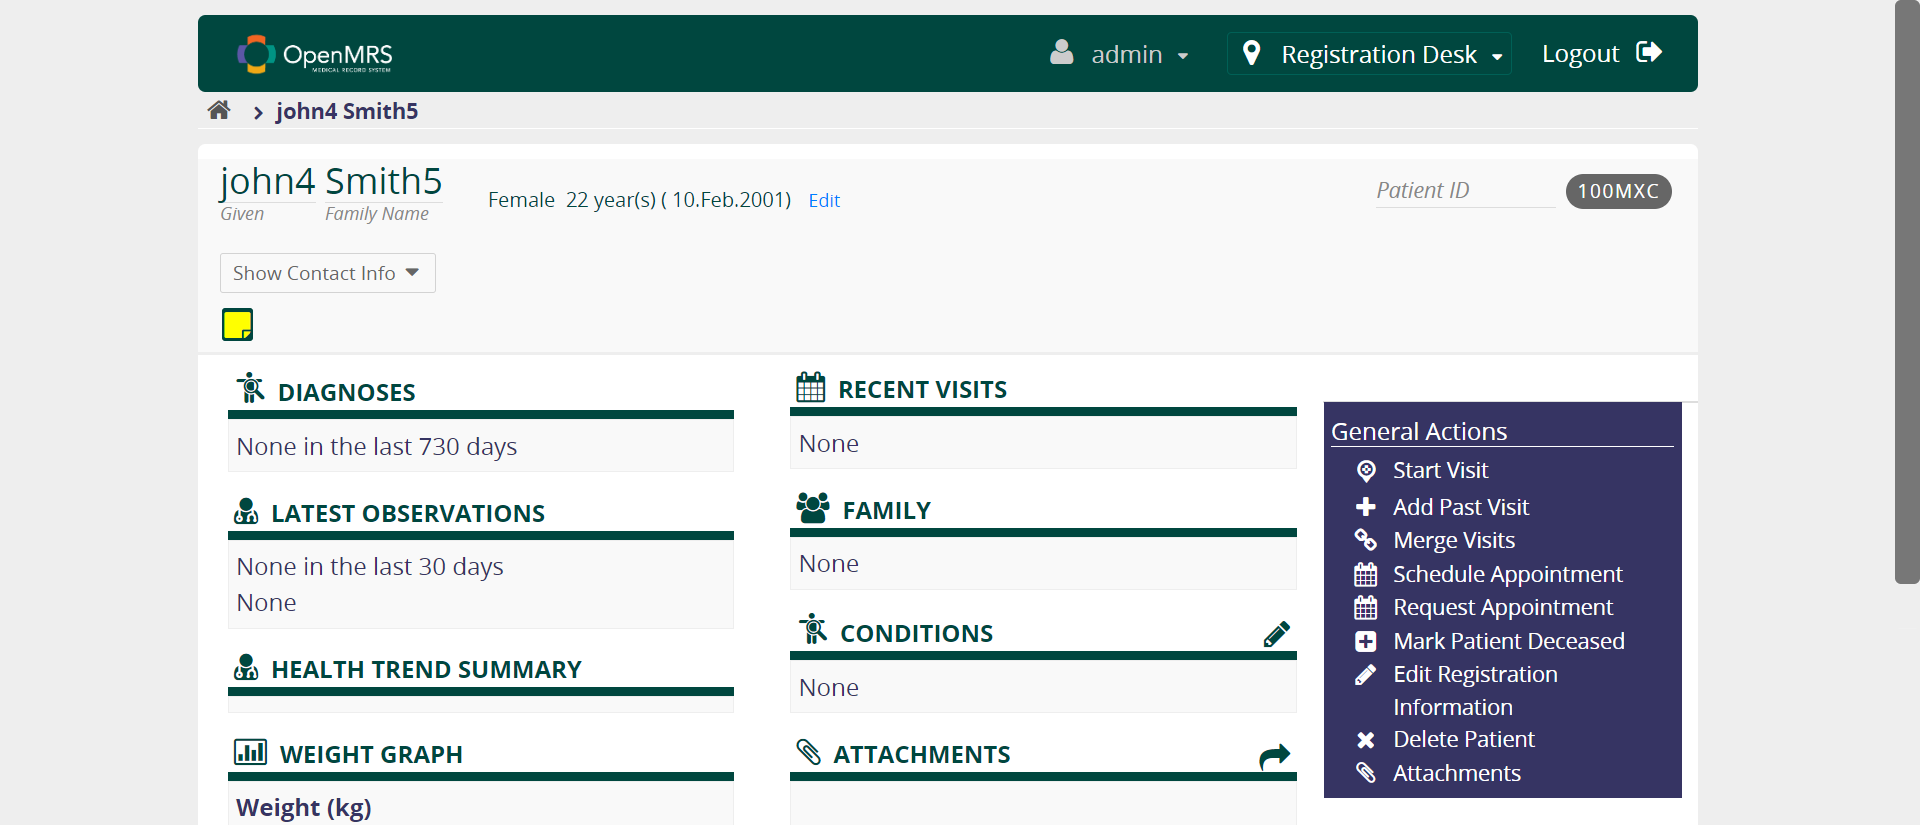 OpenMRS
MEDICAL RECORD SYSTEM
admin
Registration Desk
Logout
john4 Smith5
john4 Smith5
Given
Family Name
Female 22 year(s) ( 10.Feb.2001) Edit
Patient ID
100MXC
Show Contact Info
DIAGNOSES
None in the last 730 days
LATEST OBSERVATIONS
None in the last 30 days
None
HEALTH TREND SUMMARY
WEIGHT GRAPH
Weight (kg)
RECENT VISITS
None
FAMILY
None
CONDITIONS
None
ATTACHMENTS
General Actions
Start Visit
Add Past Visit
Merge Visits
Schedule Appointment
Request Appointment
Mark Patient Deceased
Edit Registration
Information
Delete Patient
Attachments